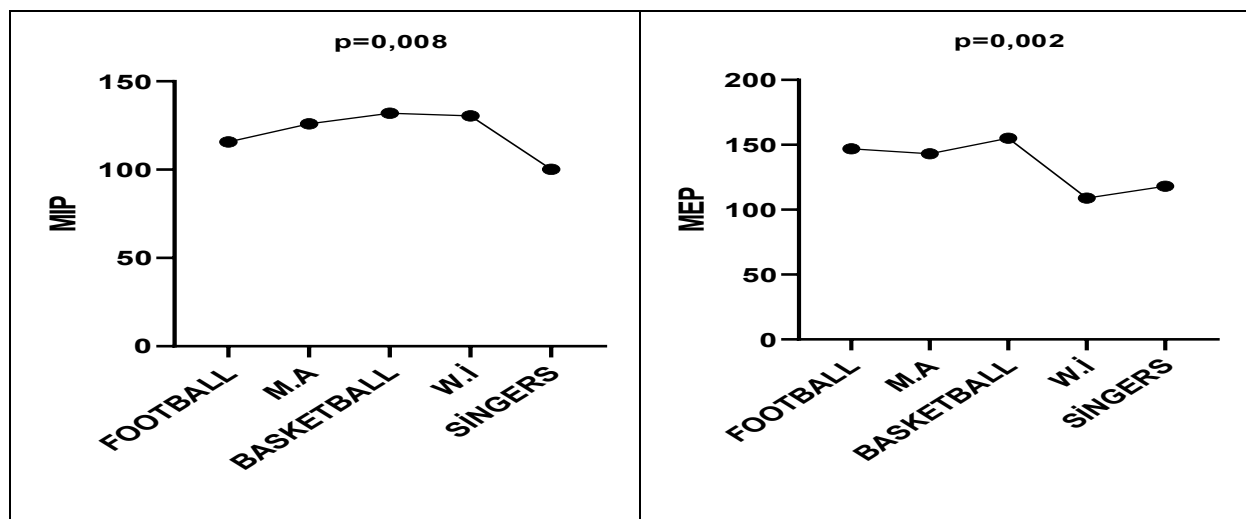 p=0,008
150
100
50
0
MIP
FOOTBALL
M.A
BASKETBALL
W.İ
SİNGERS
p=0,002
200
150
100
50
0
MEP
FOOTBALL
M.A
BASKETBALL
W.İ
SİNGERS